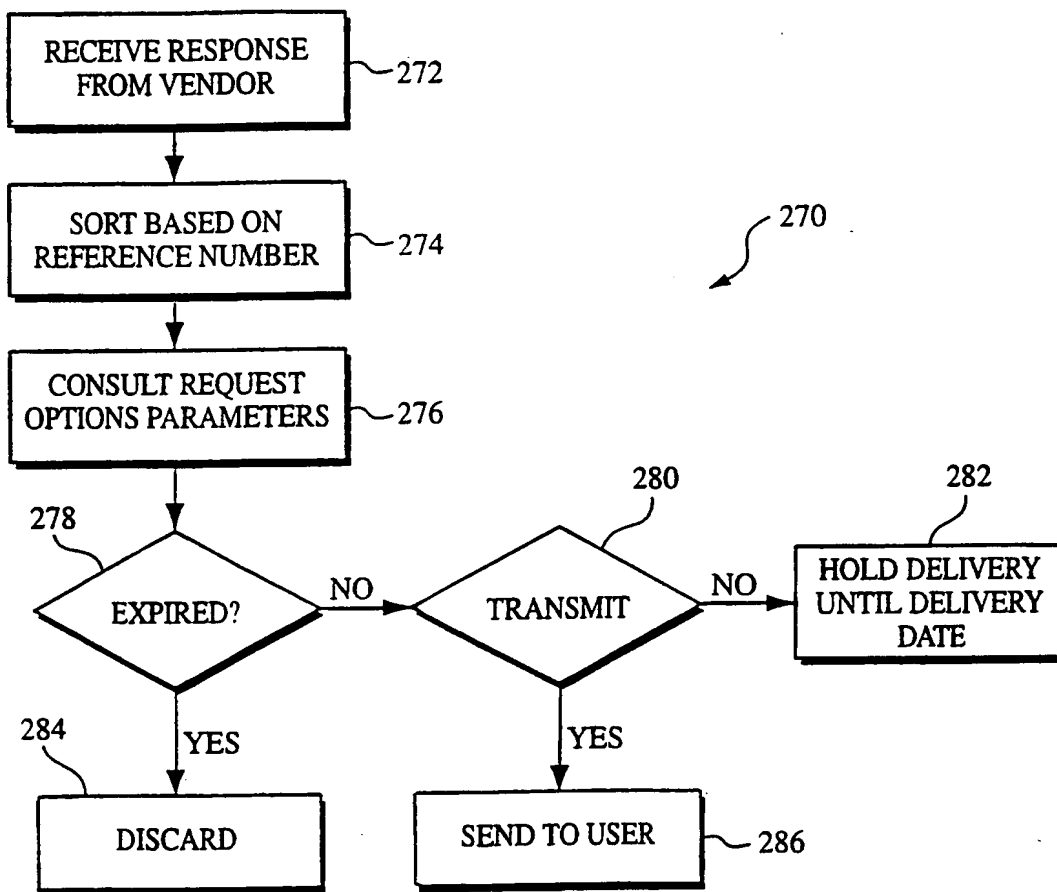 RECEIVE RESPONSE
FROM VENDOR
272
SORT BASED ON
REFERENCE NUMBER
274
270
CONSULT REQUEST
OPTIONS PARAMETERS
276
278
280
282
EXPIRED?
NO
TRANSMIT
NO
HOLD DELIVERY
UNTIL DELIVERY
DATE
284
YES
YES
DISCARD
SEND TO USER
286